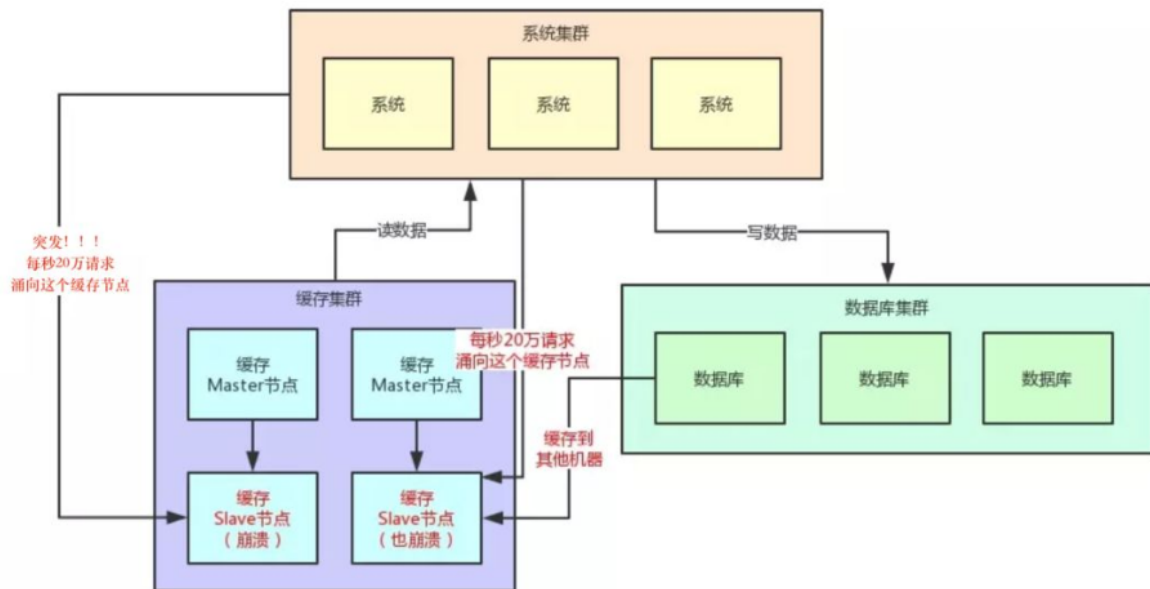 系统集群
系统
系统
系统
读数据
写数据
突发！！！
每秒20万请求
涌向这个缓存节点
缓存集群
缓存
Master节点
缓存
Master节点
缓存
Slave节点
（崩溃）
缓存
Slave节点
（也崩溃）
每秒20万请求
涌向这个缓存节点
缓存到
其他机器
数据库集群
数据库
数据库
数据库